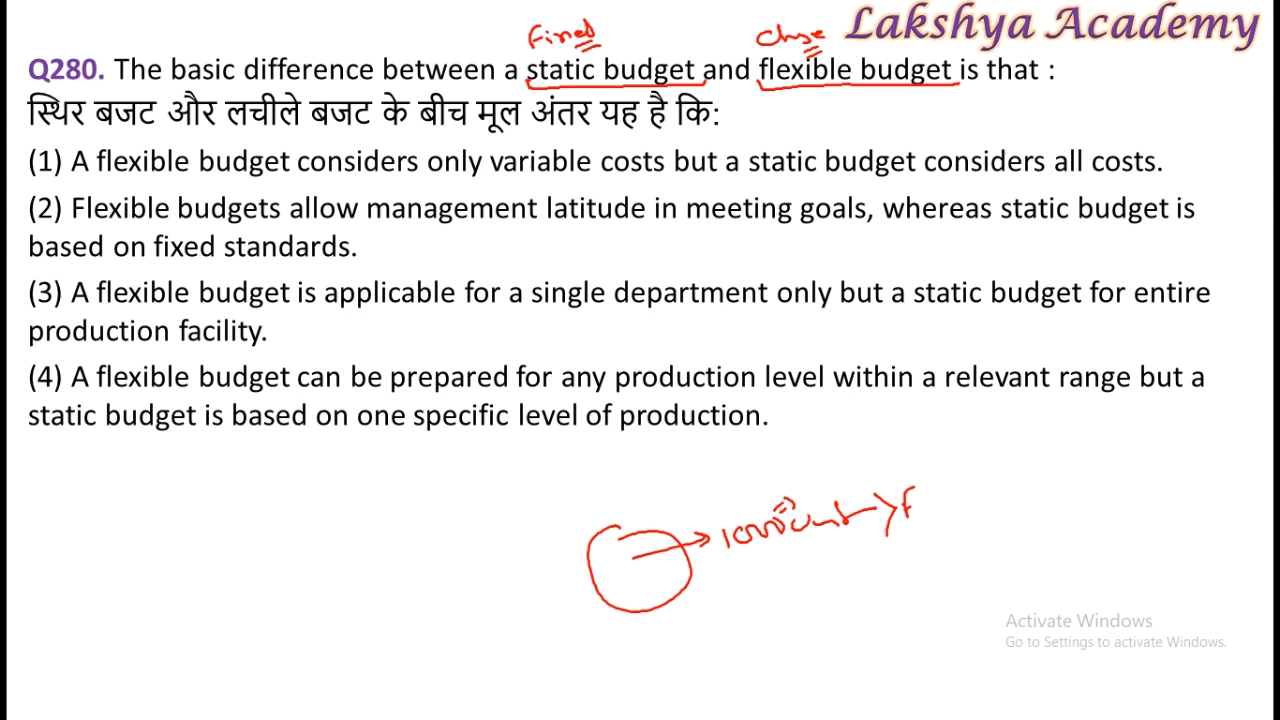 Lakshya Academy
Fixed
Q280. The basic difference between a static budget and flexible budget is that :
स्थिर बजट और लचीले बजट के बीच मूल अंतर यह है कि:
(1) A flexible budget considers only variable costs but a static budget considers all costs.
(2) Flexible budgets allow management latitude in meeting goals, whereas static budget is
based on fixed standards.
(3) A flexible budget is applicable for a single department only but a static budget for entire
production facility.
(4) A flexible budget can be prepared for any production level within a relevant range but a
static budget is based on one specific level of production.
Activate Windows
Go to Settings to activate Windows.